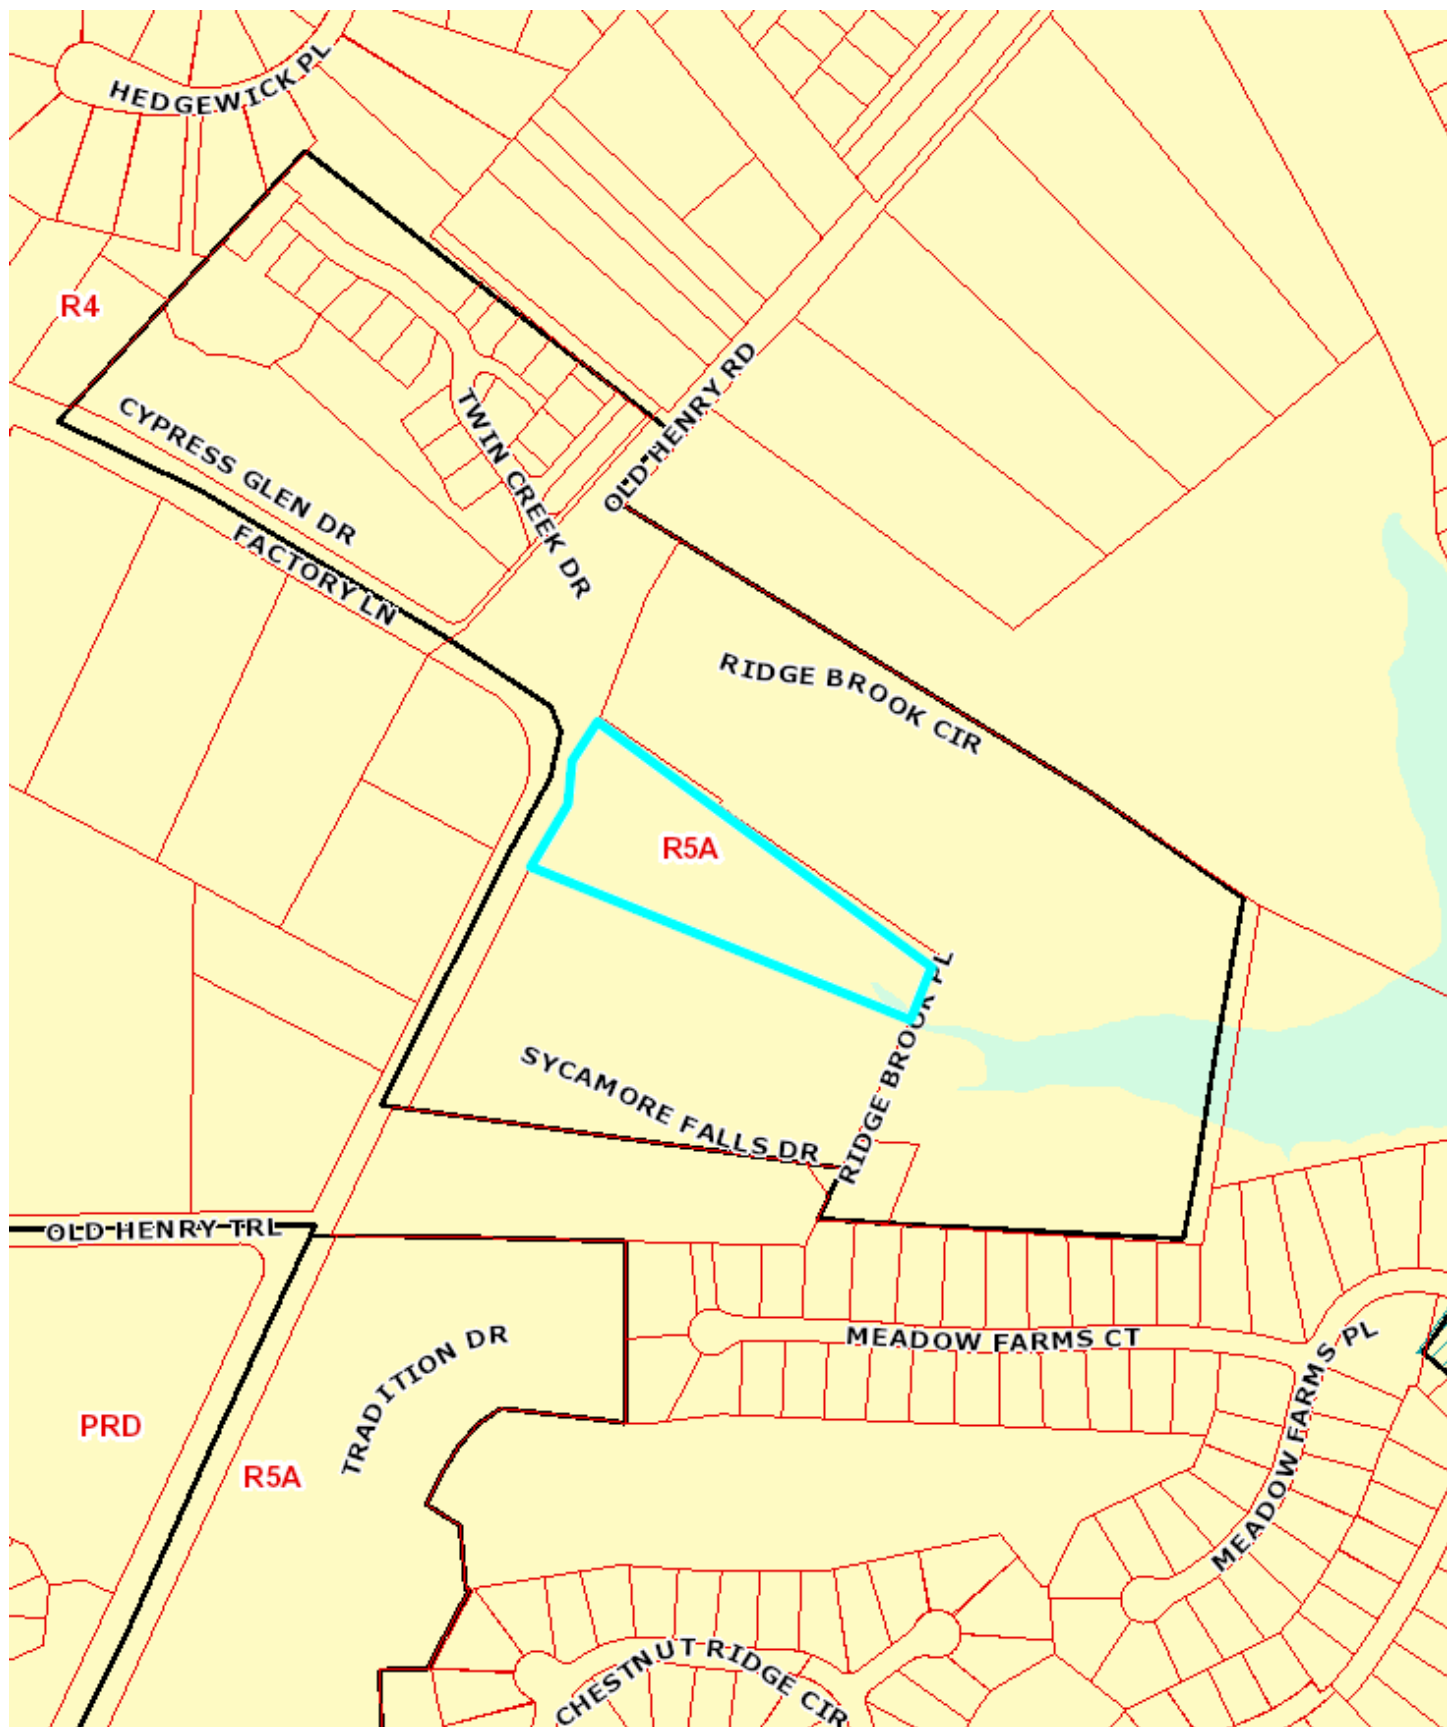 HEDGEWICK PL
R4
OLD HENRY RD
CYPRESS GLEN DR
TWIN CREEK DR
FACTORY LN
RIDGE BROOK CIR
R5A
RIDGE BROOK PL
SYCAMORE FALLS DR
OLD HENRY TRL
TRADITION DR
MEADOW FARMS CT
MEADOW FARMS PL
PRD
R5A
CHESTNUT RIDGE CIR